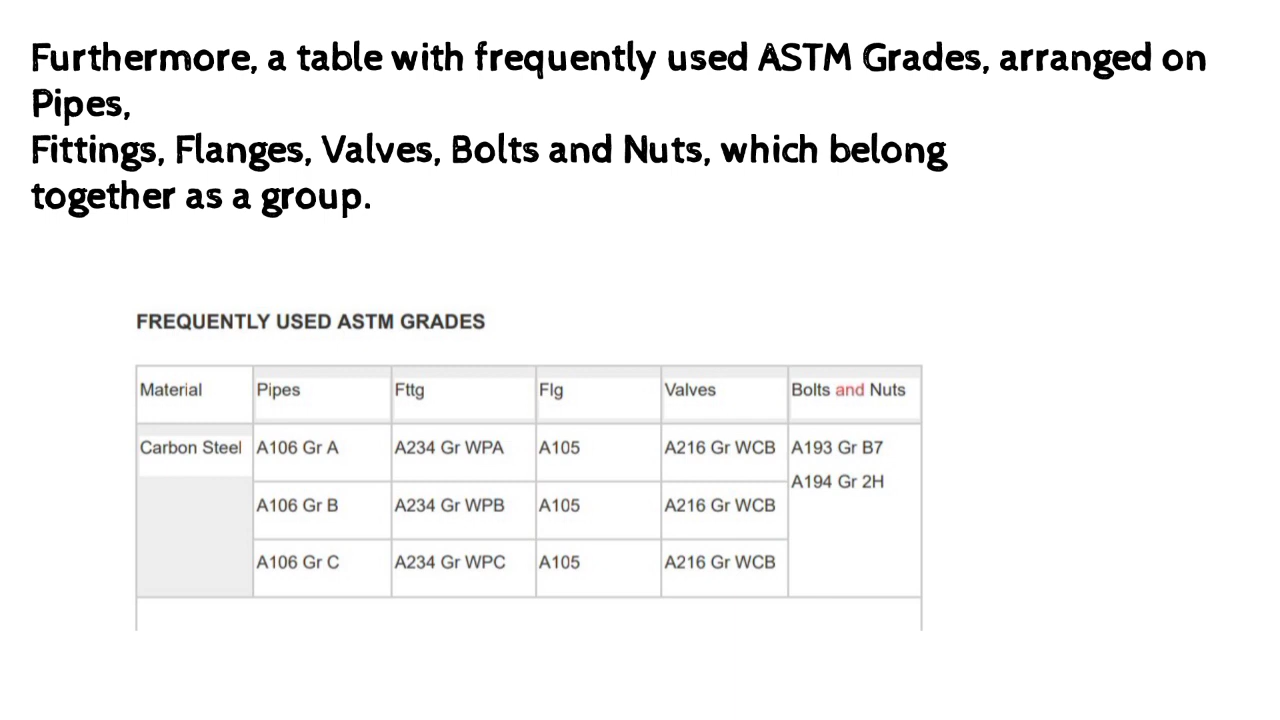 Furthermore, a table with frequently used ASTM Grades, arranged on
Pipes,
Fittings, Flanges, Valves, Bolts and Nuts, which belong
together as a group.
FREQUENTLY USED ASTM GRADES
Material Pipes Fttg Flg Valves Bolts and Nuts
Carbon Steel A106 Gr A A234 Gr WPA A105 A216 Gr WCB A193 Gr B7
A194 Gr 2H
A106 Gr B A234 Gr WPB A105 A216 Gr WCB
A106 Gr C A234 Gr WPC A105 A216 Gr WCB